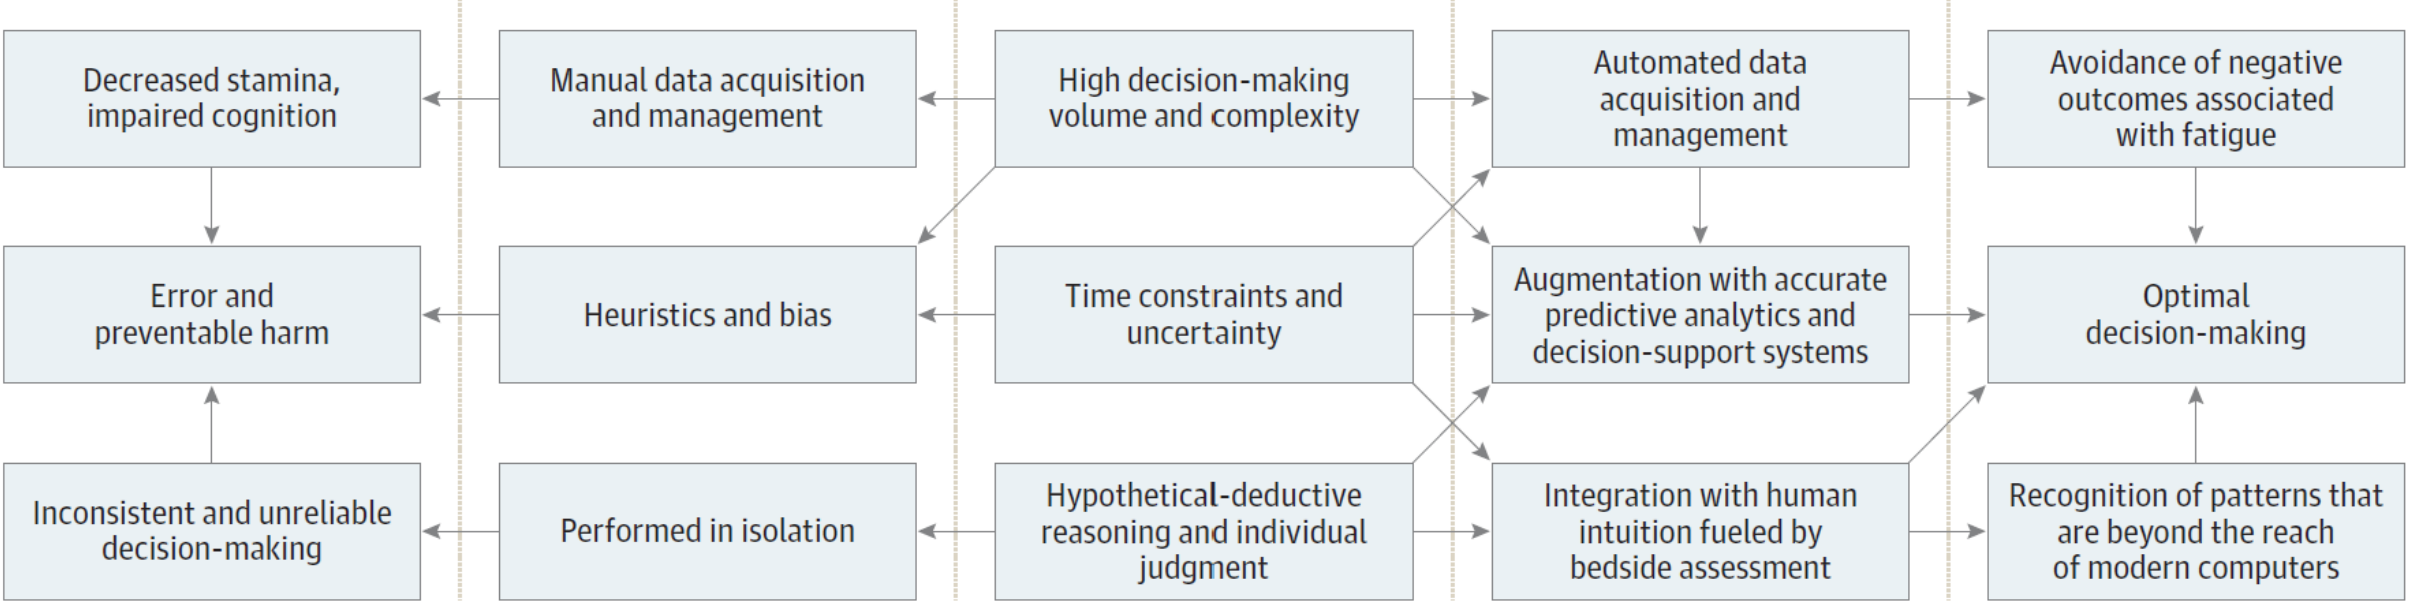 Decreased stamina,
impaired cognition
Manual data acquisition
and management
High decision-making
volume and complexity
Automated data
acquisition and
management
Avoidance of negative
outcomes associated
with fatigue
Error and
preventable harm
Heuristics and bias
Time constraints and
uncertainty
Augmentation with accurate
predictive analytics and
decision-support systems
Optimal
decision-making
Inconsistent and unreliable
decision-making
Performed in isolation
Hypothetical-deductive
reasoning and individual
judgment
Integration with human
intuition fueled by
bedside assessment
Recognition of patterns that
are beyond the reach
of modern computers